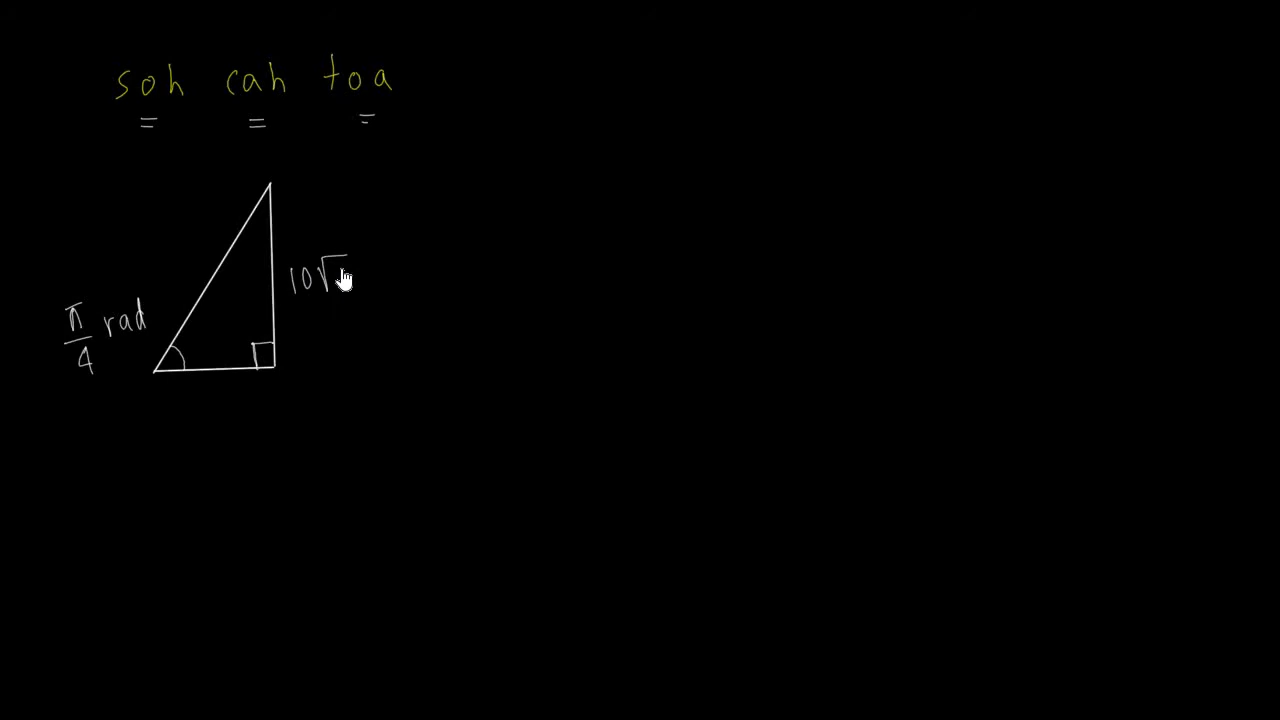 soh cah toa
= = =
π/4 rad
10√